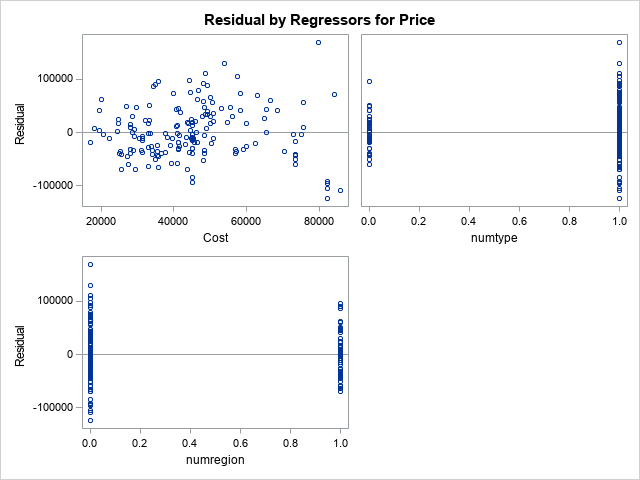 Residual by Regressors for Price
Residual
100000
0
-100000
20000 40000 60000 80000
Cost
0.0 0.2 0.4 0.6 0.8 1.0
numtype
Residual
100000
0
-100000
0.0 0.2 0.4 0.6 0.8 1.0
numregion